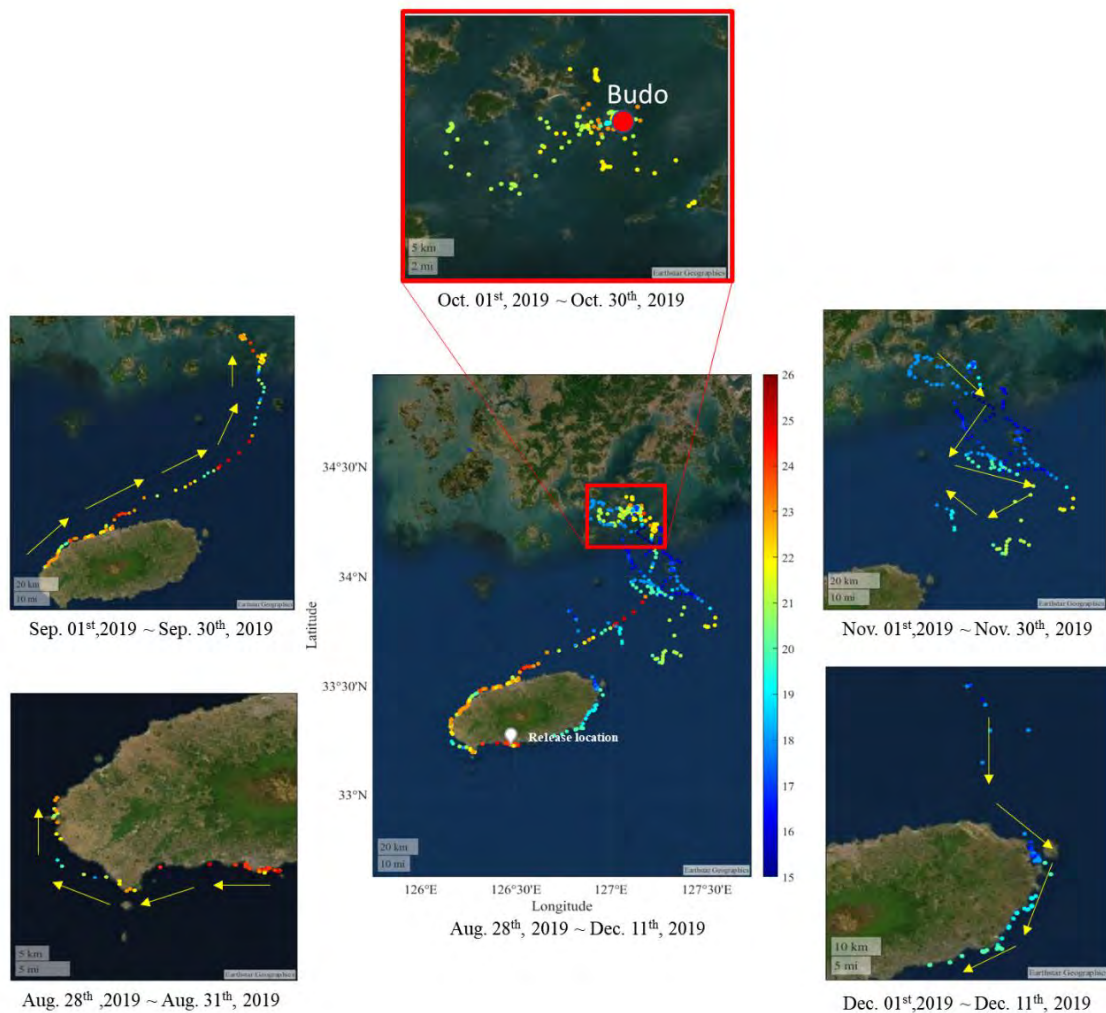 Budo
5 km
2 mi
Earthstar Geographics
Oct. 01st, 2019 ~ Oct. 30th, 2019
20 km
10 mi
Earthstar Geographics
Sep. 01st,2019 ~ Sep. 30th, 2019
5 km
5 mi
Earthstar Geographics
Aug. 28th ,2019 ~ Aug. 31th, 2019
34°30'N
34°N
33°30'N
33°N
Latitude
Release location
20 km
10 mi
Earthstar Geographics
126°E
126°30'E
127°E
127°30'E
Longitude
26
25
24
23
22
21
20
19
18
17
16
15
Aug. 28th, 2019 ~ Dec. 11th, 2019
20 km
10 mi
Earthstar Geographics
Nov. 01st,2019 ~ Nov. 30th, 2019
10 km
5 mi
Earthstar Geographics
Dec. 01st,2019 ~ Dec. 11th, 2019